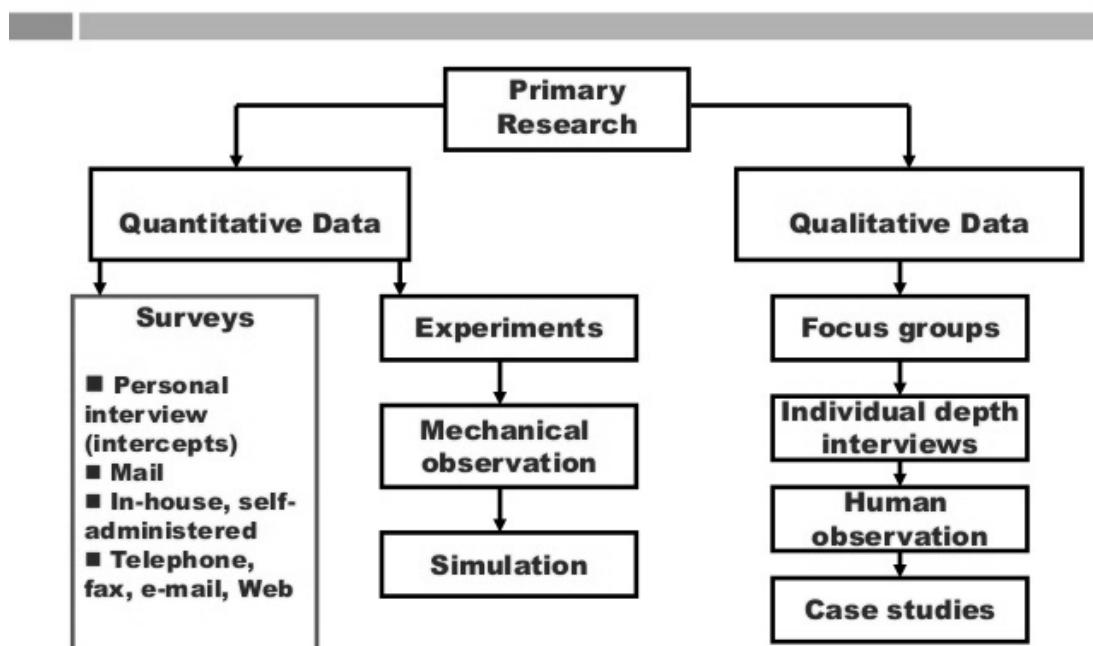 Primary
Research
Quantitative Data
Qualitative Data
Surveys
■ Personal
interview
(intercepts)
■ Mail
■ In-house, self-
administered
■ Telephone,
fax, e-mail, Web
Experiments
Mechanical
observation
Simulation
Focus groups
Individual depth
interviews
Human
observation
Case studies